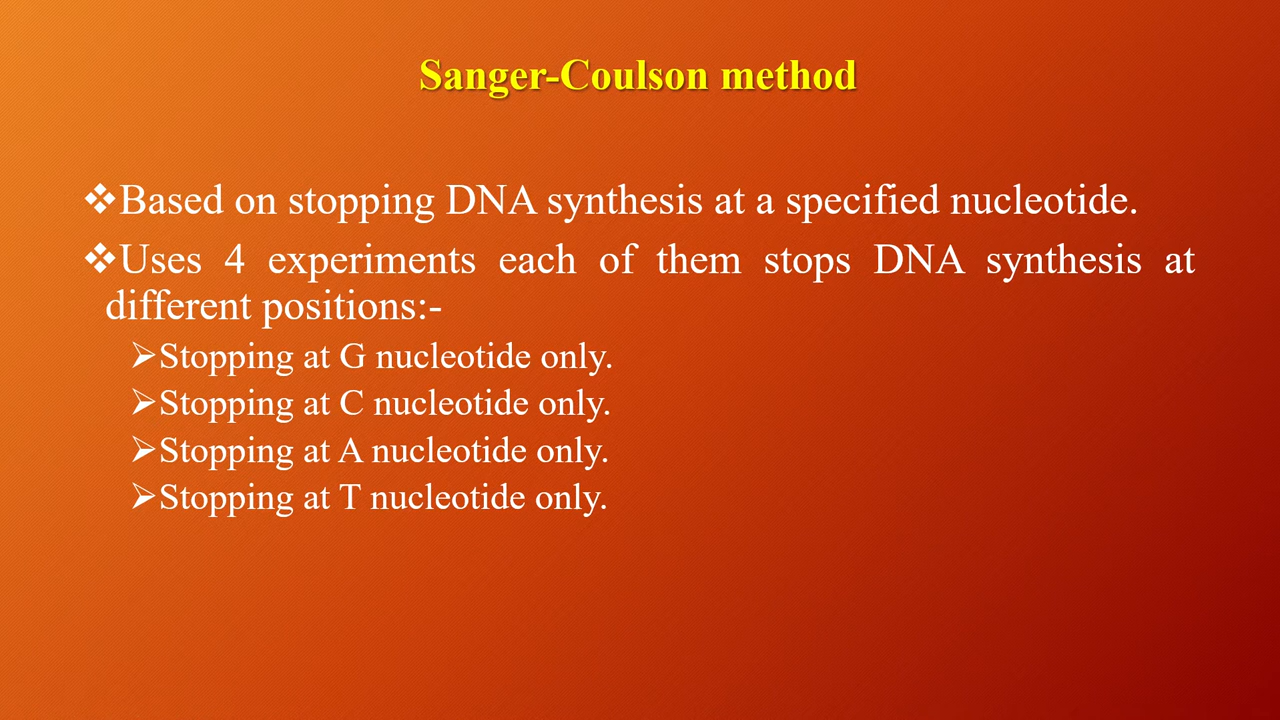 Sanger-Coulson method
❖Based on stopping DNA synthesis at a specified nucleotide.
❖Uses 4 experiments each of them stops DNA synthesis at
different positions:-
➢Stopping at G nucleotide only.
➢Stopping at C nucleotide only.
➢Stopping at A nucleotide only.
➢Stopping at T nucleotide only.